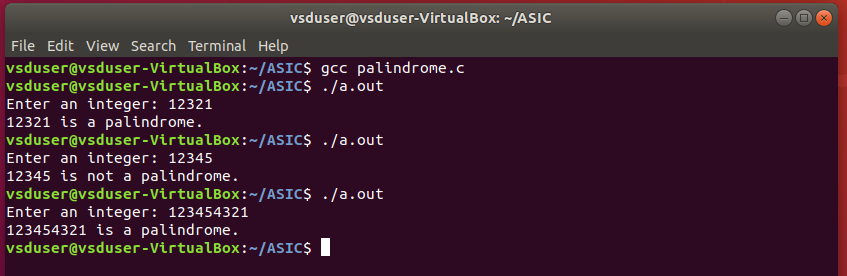 vsduser@vsduser-VirtualBox: ~/ASIC
File Edit View Search Terminal Help
vsduser@vsduser-VirtualBox:~/ASIC$ gcc palindrome.c
vsduser@vsduser-VirtualBox:~/ASIC$ ./a.out
Enter an integer: 12321
12321 is a palindrome.
vsduser@vsduser-VirtualBox:~/ASIC$ ./a.out
Enter an integer: 12345
12345 is not a palindrome.
vsduser@vsduser-VirtualBox:~/ASIC$ ./a.out
Enter an integer: 123454321
123454321 is a palindrome.
vsduser@vsduser-VirtualBox:~/ASIC$